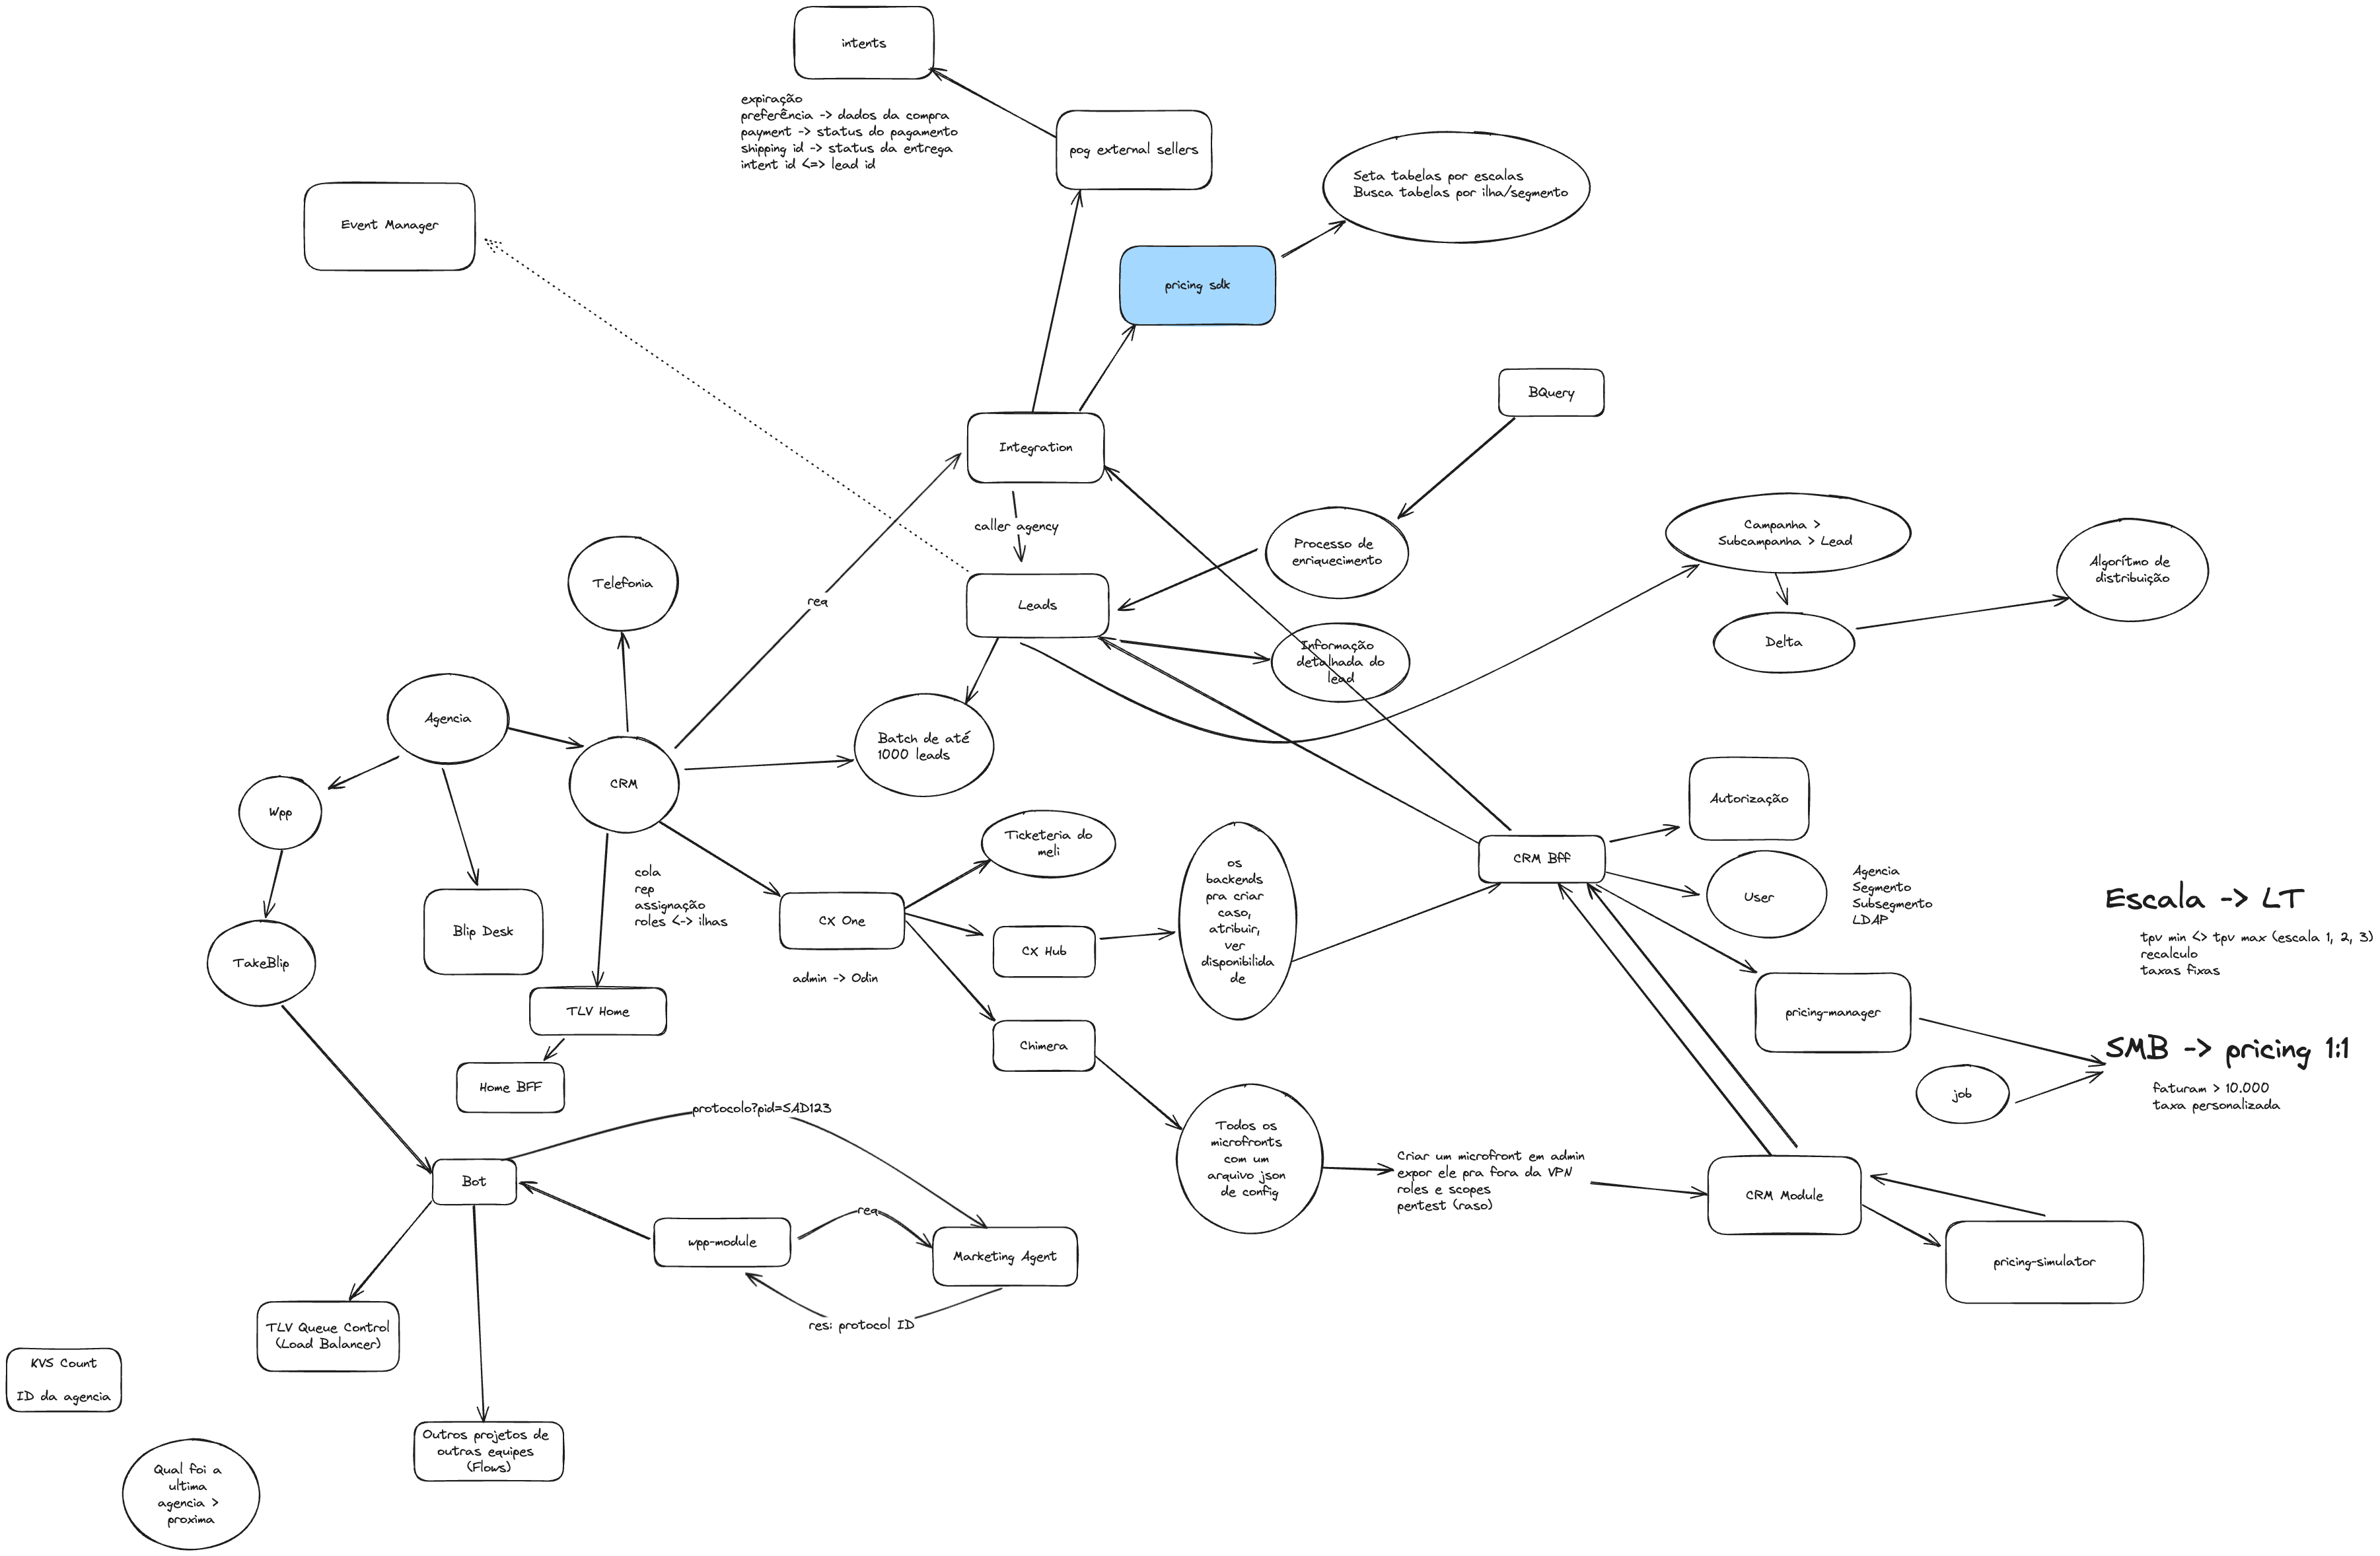 intents
expiração
preferência -> dados da compra
payment -> status do pagamento
shipping id -> status da entrega
intent id <=> lead id
pog external sellers
Seta tabelas por escalas
Busca tabelas por ilha/segmento
Event Manager
pricing sdk
BQuery
Integration
caller agency
Processo de
enriquecimento
Campanha >
Subcampanha > Lead
Algorítmo de
distribuição
Telefonia
req
Leads
Informação
detalhada do
lead
Delta
Agencia
CRM
Batch de até
1000 leads
Wpp
Ticketeria do
meli
Autorização
CRM Bff
os
backends
pra criar
caso,
atribuir,
ver
disponibilida
de
User
Agencia
Segmento
Subsegmento
LDAP
Escala -> LT
tpv min <> tpv max (escala 1, 2, 3)
recalculo
taxas fixas
cola
rep
assignação
roles <-> ilhas
CX One
Blip Desk
TakeBlip
CX Hub
admin -> Odin
TLV Home
pricing-manager
Chimera
SMB -> pricing 1:1
faturam > 10.000
taxa personalizada
Home BFF
job
protocolo?pid=SAD123
Todos os
microfronts
com um
arquivo json
de config
Criar um microfront em admin
expor ele pra fora da VPN
roles e scopes
pentest (raso)
Bot
CRM Module
req
wpp-module
Marketing Agent
pricing-simulator
res: protocol ID
TLV Queue Control
(Load Balancer)
KVS Count
ID da agencia
Outros projetos de
outras equipes
(Flows)
Qual foi a
ultima
agencia >
proxima